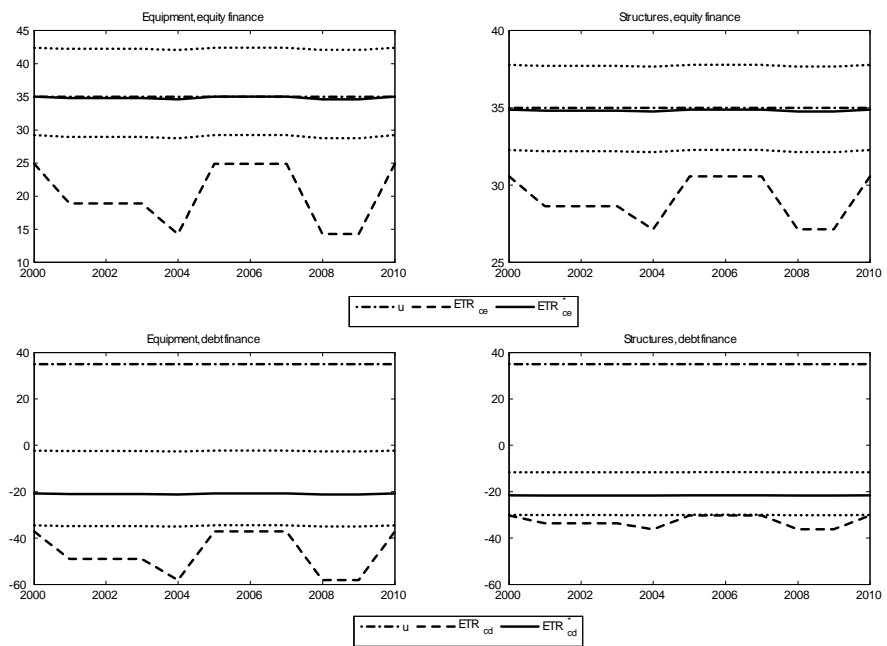 Equipment, equity finance
45
40
35
30
25
20
15
10
2000 2002 2004 2006 2008 2010
Structures, equity finance
40
35
30
25
2000 2002 2004 2006 2008 2010
u ETR ce ETR * ce
Equipment, debt finance
40
20
0
-20
-40
-60
2000 2002 2004 2006 2008 2010
Structures, debt finance
40
20
0
-20
-40
-60
2000 2002 2004 2006 2008 2010
u ETR cd ETR * cd